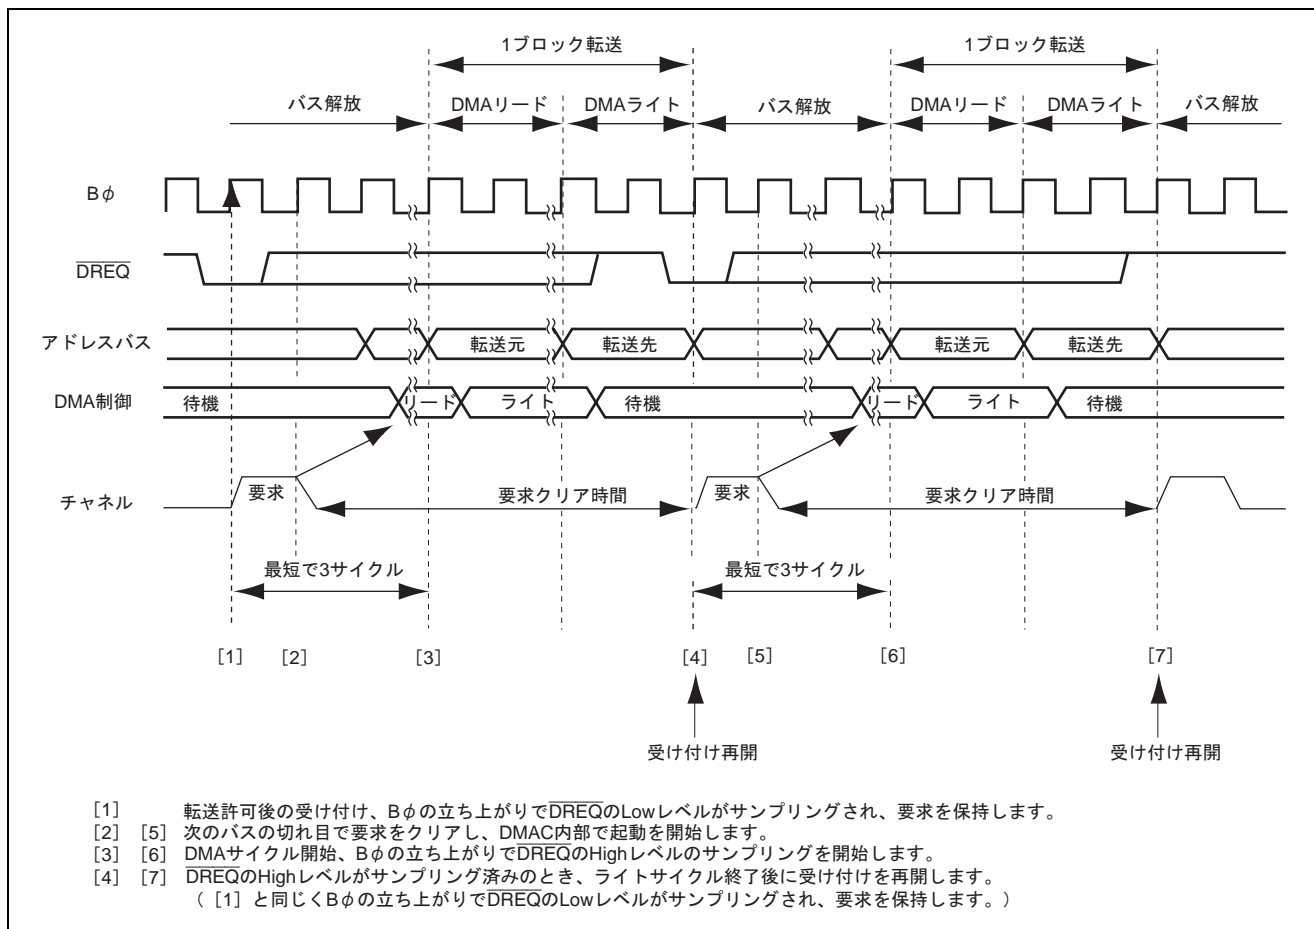 1ブロック転送 1ブロック転送
バス解放 DMAリード DMAライト バス解放 DMAリード DMAライト バス解放
Bφ
DREQ
アドレスバス 転送元 転送先 転送元 転送先
DMA制御 待機 リード ライト 待機 リード ライト 待機
チャネル 要求 要求クリア時間 要求 要求クリア時間
最短で3サイクル 最短で3サイクル
[1] [2] [3] [4] [5] [6] [7]
受け付け再開 受け付け再開
[1] 転送許可後の受け付け、Bφの立ち上がりでDREQのLowレベルがサンプリングされ、要求を保持します。
[2] [5] 次のバスの切れ目で要求をクリアし、DMAC内部で起動を開始します。
[3] [6] DMAサイクル開始、Bφの立ち上がりでDREQのHighレベルのサンプリングを開始します。
[4] [7] DREQのHighレベルがサンプリング済みのとき、ライトサイクル終了後に受け付けを再開します。
([1]と同じくBφの立ち上がりでDREQのLowレベルがサンプリングされ、要求を保持します。)